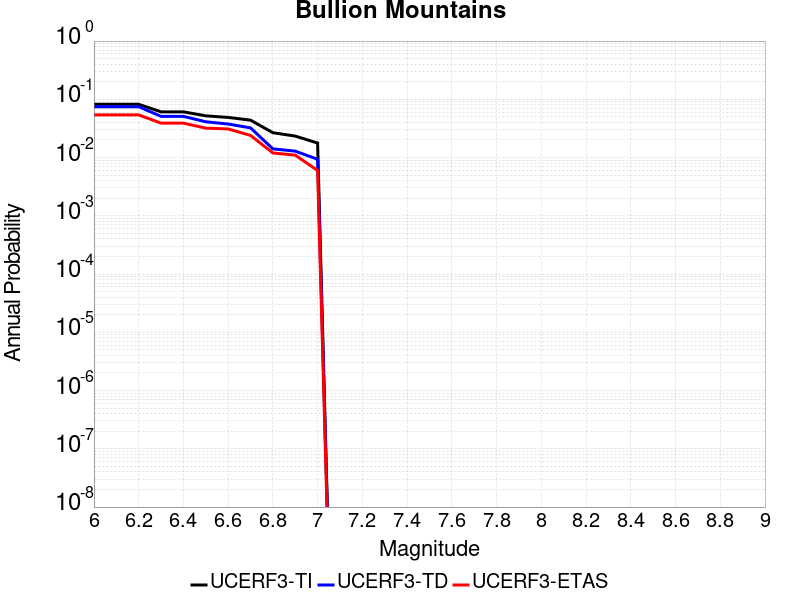 Bullion Mountains
10^0
10^-1
10^-2
10^-3
10^-4
10^-5
10^-6
10^-7
10^-8
Annual Probability
6 6.2 6.4 6.6 6.8 7 7.2 7.4 7.6 7.8 8 8.2 8.4 8.6 8.8 9
Magnitude
UCERF3-TI UCERF3-TD UCERF3-ETAS